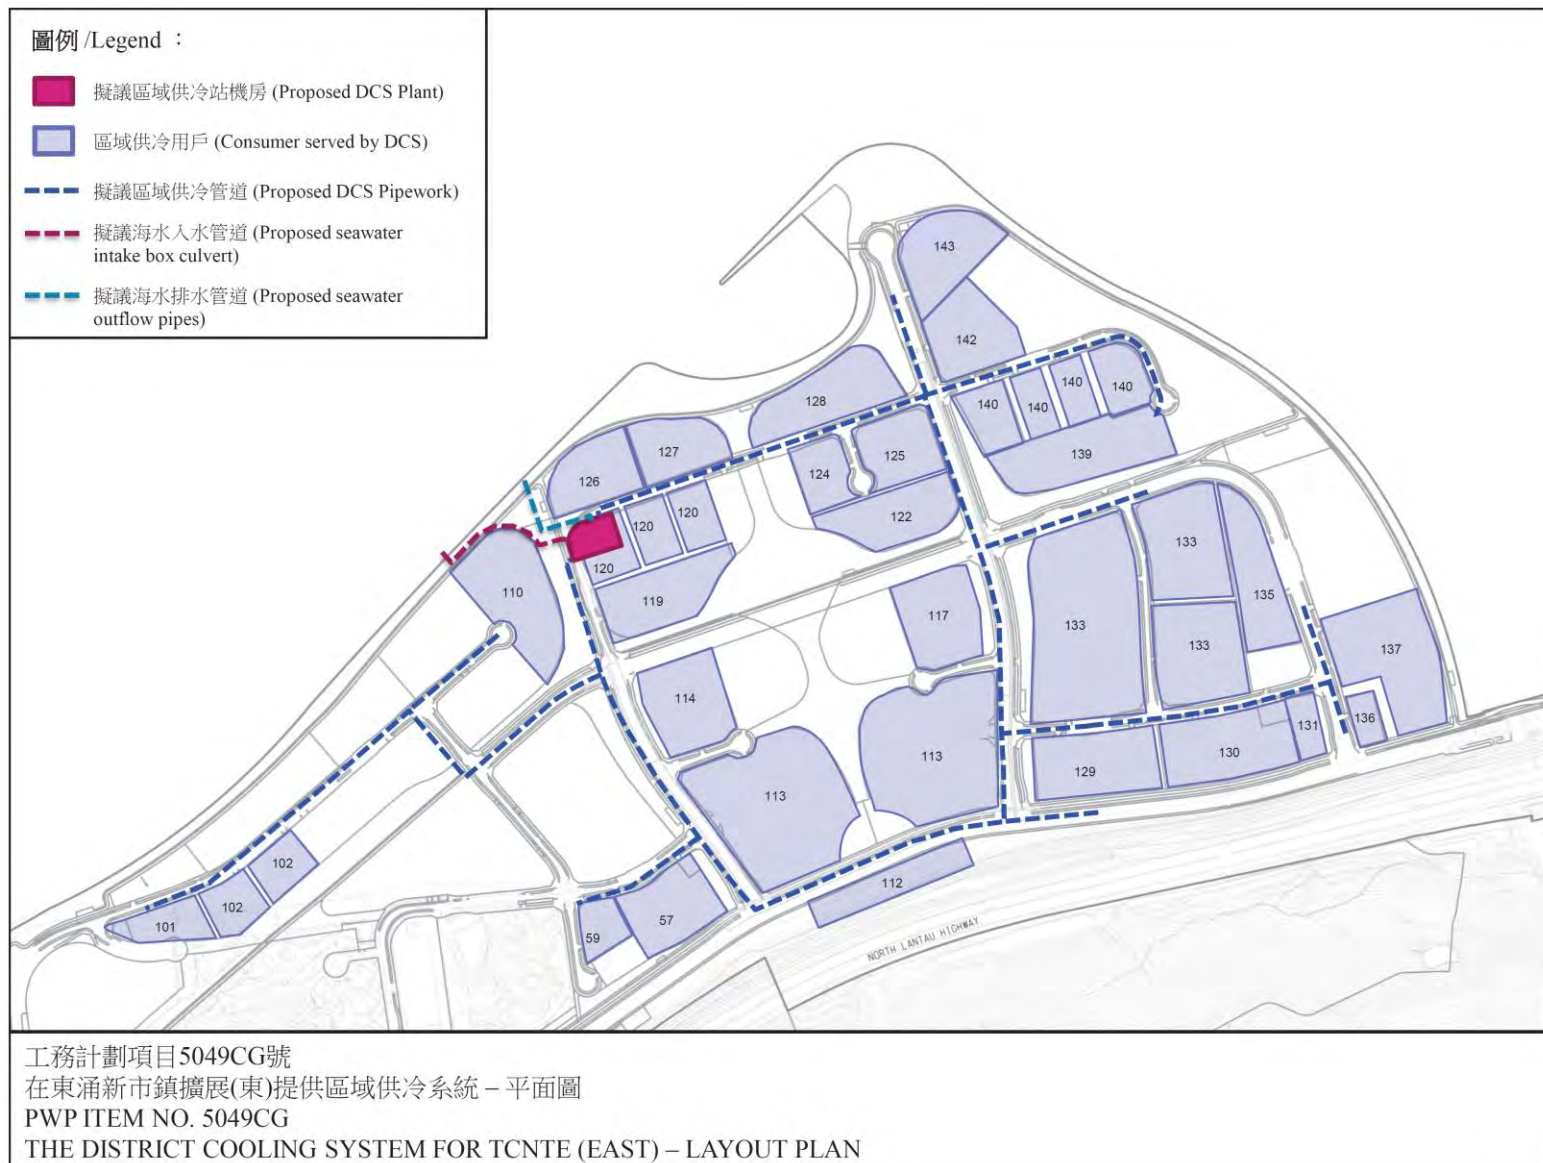 圖例 /Legend :
擬議區域供冷站機房 (Proposed DCS Plant)
區域供冷用戶 (Consumer served by DCS)
擬議區域供冷管道 (Proposed DCS Pipework)
擬議海水入水管道 (Proposed seawater
intake box culvert)
擬議海水排水管道 (Proposed seawater
outflow pipes)
143
142
140
140
140
140
128
139
127
126
125
124
122
120
120
120
119
110
133
133
133
135
137
117
114
113
113
136
131
130
129
112
102
102
101
57
59
NORTH LANTAU HIGHWAY
工務計劃項目5049CG號
在東涌新市鎮擴展(東)提供區域供冷系統 – 平面圖
PWP ITEM NO. 5049CG
THE DISTRICT COOLING SYSTEM FOR TCNTE (EAST) – LAYOUT PLAN